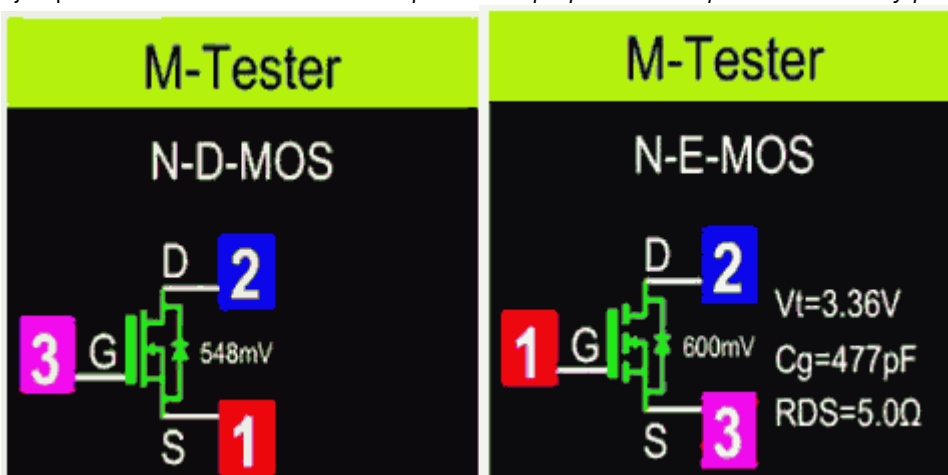 M-Tester
N-D-MOS
D
2
3
G
548mV
S
1
M-Tester
N-E-MOS
D
2
1
G
600mV
S
3
Vt=3.36V
Cg=477pF
RDS=5.0Ω